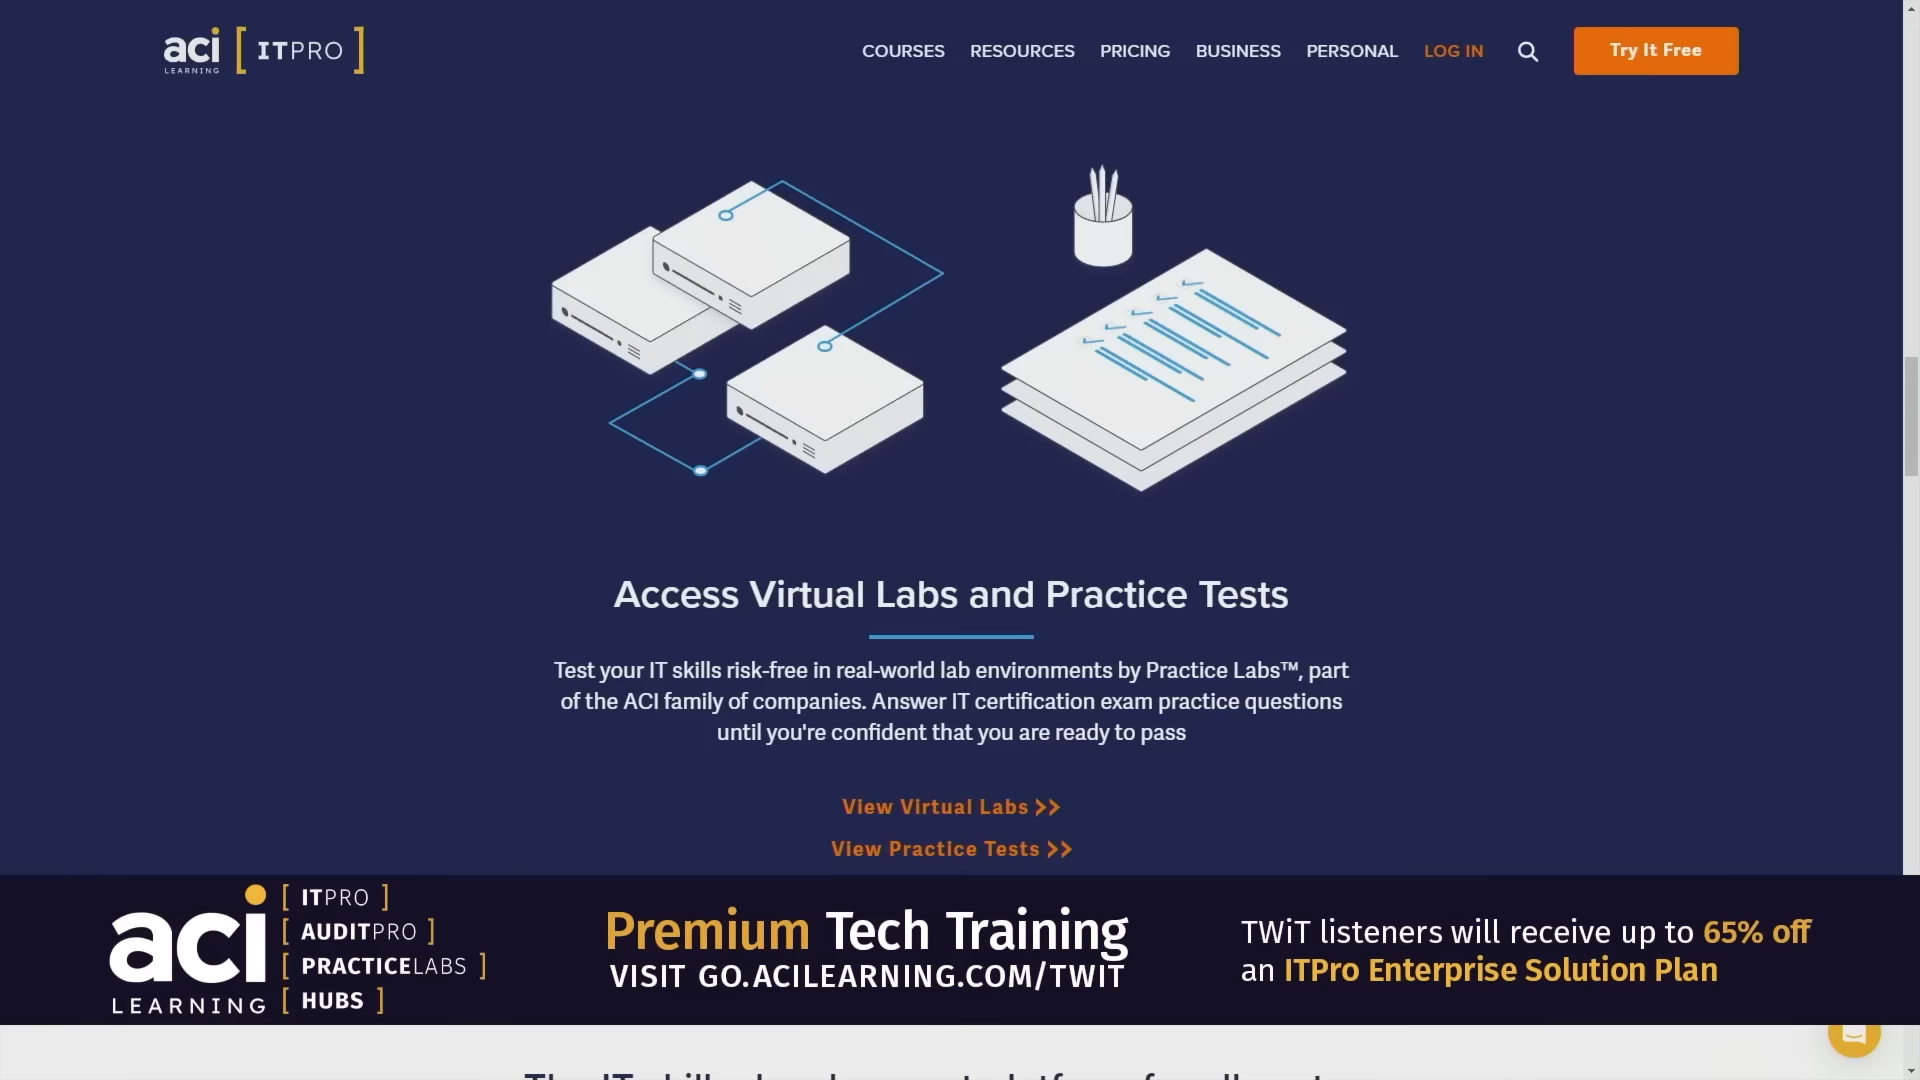 aci LEARNING [ ITPRO ]
COURSES RESOURCES PRICING BUSINESS PERSONAL LOG IN Try It Free
Access Virtual Labs and Practice Tests
Test your IT skills risk-free in real-world lab environments by Practice Labs™, part
of the ACI family of companies. Answer IT certification exam practice questions
until you're confident that you are ready to pass
View Virtual Labs >>
View Practice Tests >>
aci LEARNING
[ ITPRO ]
[ AUDITPRO ]
[ PRACTICELABS ]
[ HUBS ]
Premium Tech Training
VISIT GO.ACILEARNING.COM/TWIT
TWiT listeners will receive up to 65% off
an ITPro Enterprise Solution Plan